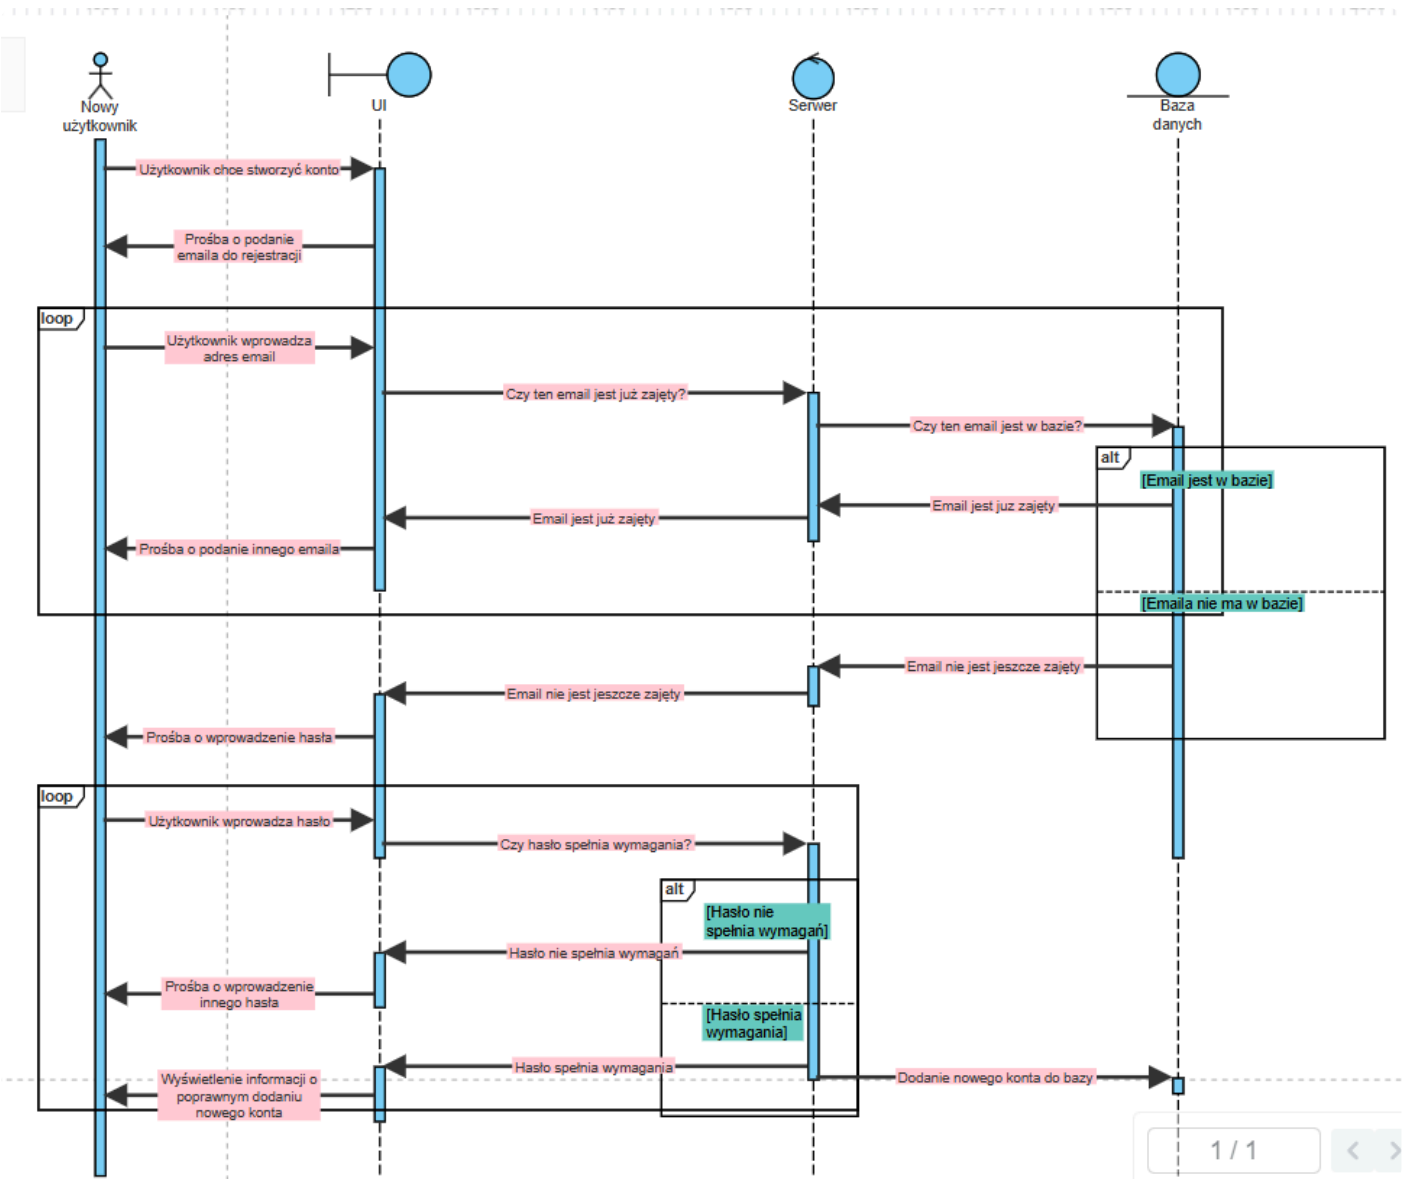 Nowy
użytkownik
UI
Serwer
Baza
danych
Użytkownik chce stworzyć konto
Prośba o podanie
emaila do rejestracji
loop
Użytkownik wprowadza
adres email
Czy ten email jest już zajęty?
Czy ten email jest w bazie?
alt
[Email jest w bazie]
Email jest juz zajęty
Email jest już zajęty
Prośba o podanie innego emaila
[Emaila nie ma w bazie]
Email nie jest jeszcze zajęty
Email nie jest jeszcze zajęty
Prośba o wprowadzenie hasła
loop
Użytkownik wprowadza hasło
Czy hasło spełnia wymagania?
alt
[Hasło nie
spełnia wymagań]
Hasło nie spełnia wymagań
Prośba o wprowadzenie
innego hasła
[Hasło spełnia
wymagania]
Hasło spełnia wymagania
Dodanie nowego konta do bazy
Wyświetlenie informacji o
poprawnym dodaniu
nowego konta
1 / 1